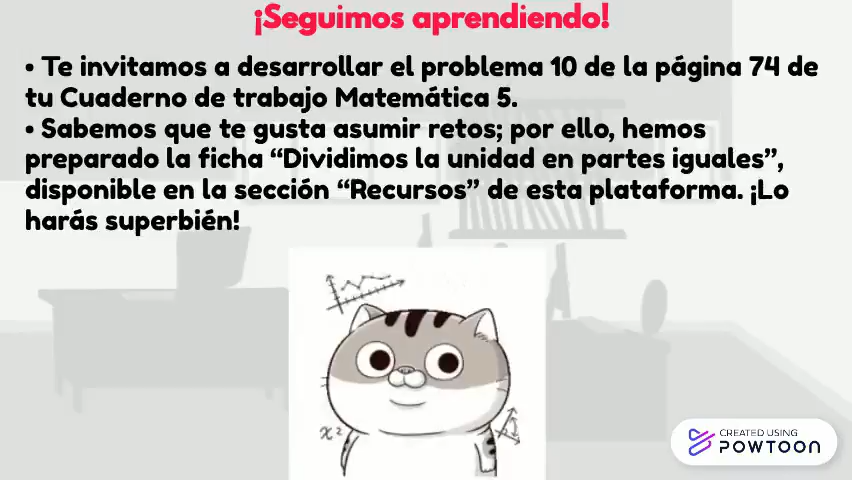 ¡Seguimos aprendiendo!
• Te invitamos a desarrollar el problema 10 de la página 74 de
tu Cuaderno de trabajo Matemática 5.
• Sabemos que te gusta asumir retos; por ello, hemos
preparado la ficha “Dividimos la unidad en partes iguales”,
disponible en la sección “Recursos” de esta plataforma. ¡Lo
harás superbién!
x²
CREATED USING
POWTOON